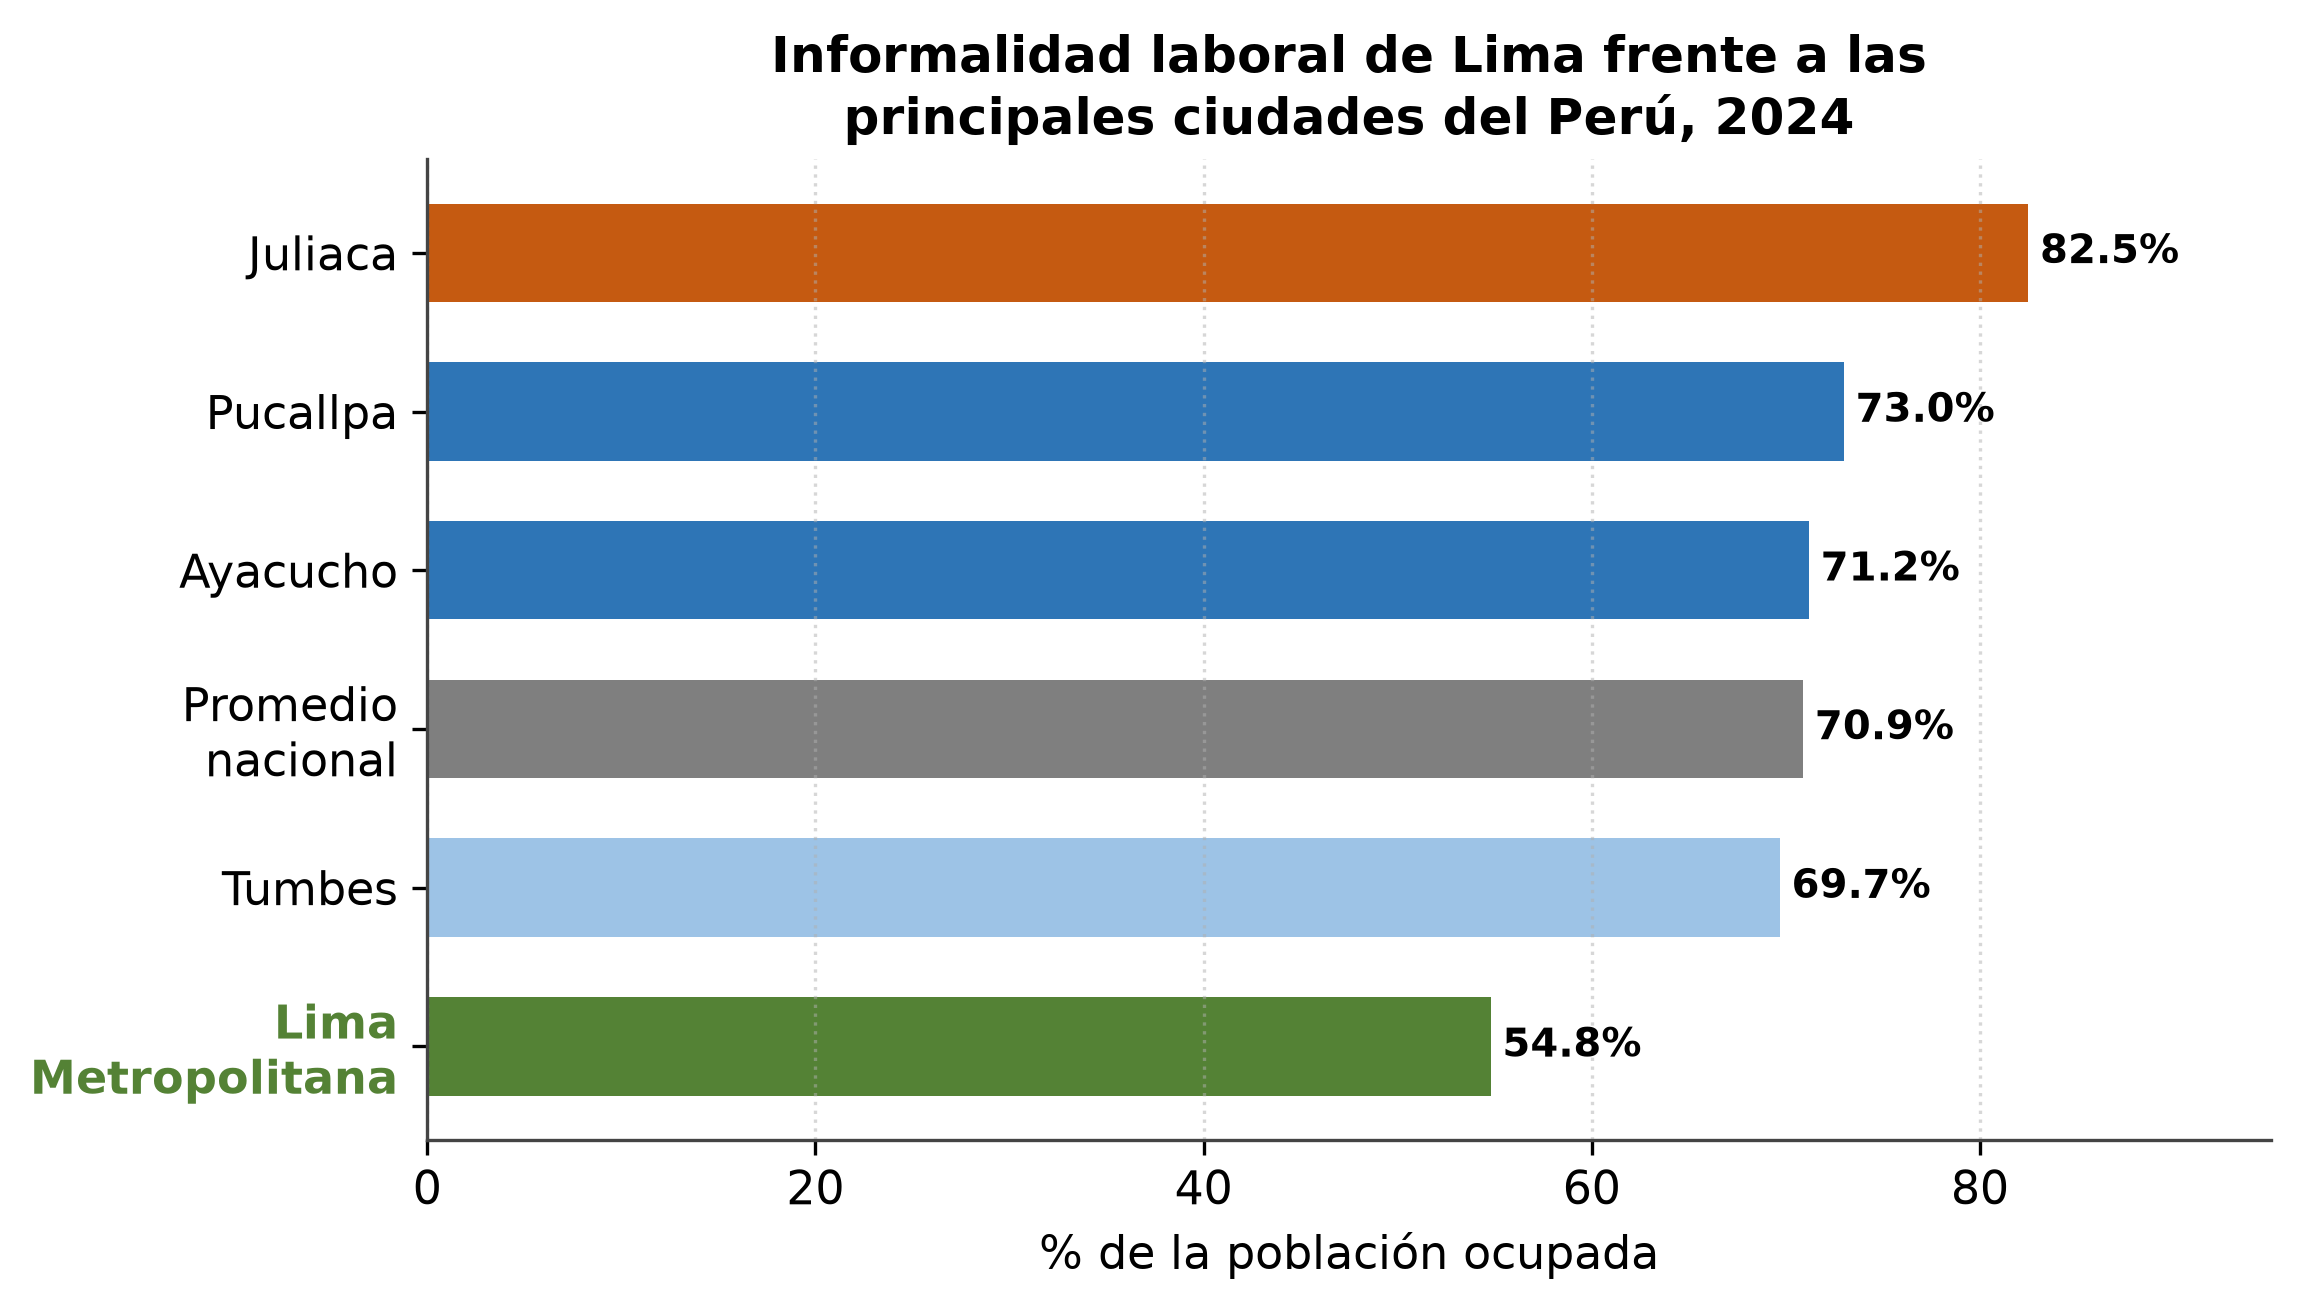 Informalidad laboral de Lima frente a las
principales ciudades del Perú, 2024
Juliaca
82.5%
Pucallpa
73.0%
Ayacucho
71.2%
Promedio
nacional
70.9%
Tumbes
69.7%
Lima
Metropolitana
54.8%
0 20 40 60 80
% de la población ocupada